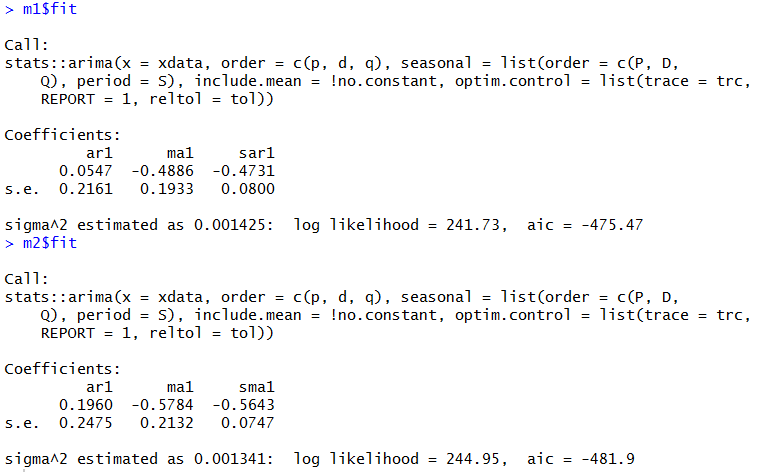 > m1$fit
Call:
stats::arima(x = xdata, order = c(p, d, q), seasonal = list(order = c(P, D,
    Q), period = S), include.mean = !no.constant, optim.control = list(trace = trc,
    REPORT = 1, reltol = tol))
Coefficients:
         ar1      ma1     sar1
      0.0547  -0.4886  -0.4731
s.e.  0.2161   0.1933   0.0800
sigma^2 estimated as 0.001425:  log likelihood = 241.73,  aic = -475.47
> m2$fit
Call:
stats::arima(x = xdata, order = c(p, d, q), seasonal = list(order = c(P, D,
    Q), period = S), include.mean = !no.constant, optim.control = list(trace = trc,
    REPORT = 1, reltol = tol))
Coefficients:
         ar1      ma1     sma1
      0.1960  -0.5784  -0.5643
s.e.  0.2475   0.2132   0.0747
sigma^2 estimated as 0.001341:  log likelihood = 244.95,  aic = -481.9